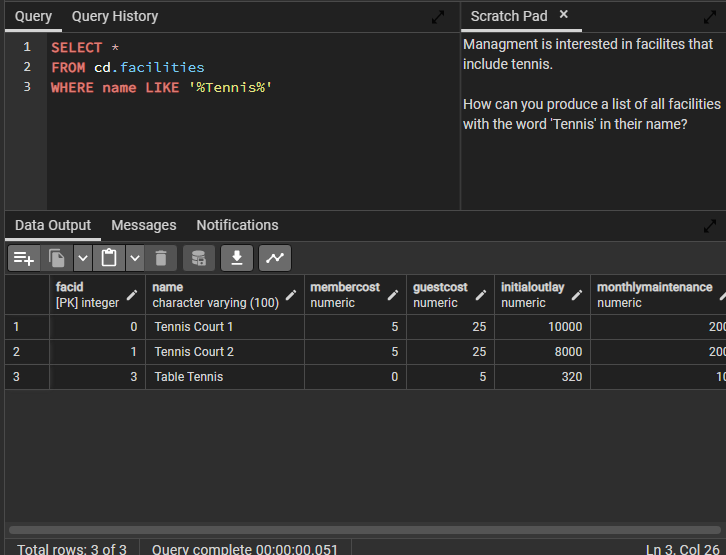 Query Query History
Scratch Pad ×
1 SELECT *
2 FROM cd.facilities
3 WHERE name LIKE '%Tennis%'
Managment is interested in facilites that
include tennis.
How can you produce a list of all facilities
with the word 'Tennis' in their name?
Data Output Messages Notifications
facid name membercost guestcost initialoutlay monthlymaintenance
[PK] integer character varying (100) numeric numeric numeric numeric
1 0 Tennis Court 1 5 25 10000
2 1 Tennis Court 2 5 25 8000
3 3 Table Tennis 0 5 320
Total rows: 3 of 3 Query complete 00:00:00.051 Ln 3, Col 26